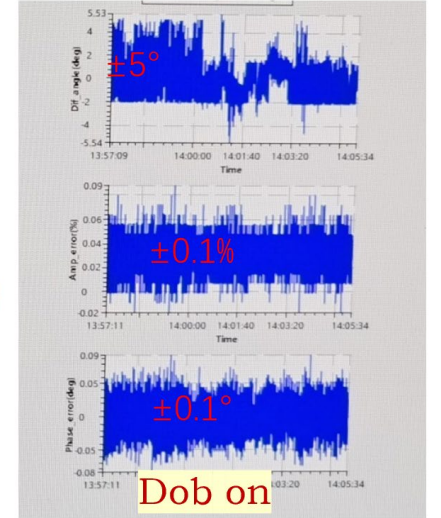 5.53
4
2
0
-2
-4
-5.54
Dif_angle(deg)
±5°
13:57:09 14:00:00 14:01:40 14:03:20 14:05:34
Time
0.09
0.06
0.04
0.02
0
-0.02
Amp_error(%)
±0.1%
13:57:11 14:00:00 14:01:40 14:03:20 14:05:34
Time
0.09
0.05
0
-0.05
-0.08
Phase_error(deg)
±0.1°
13:57:11 03:20 14:05:34
Dob on